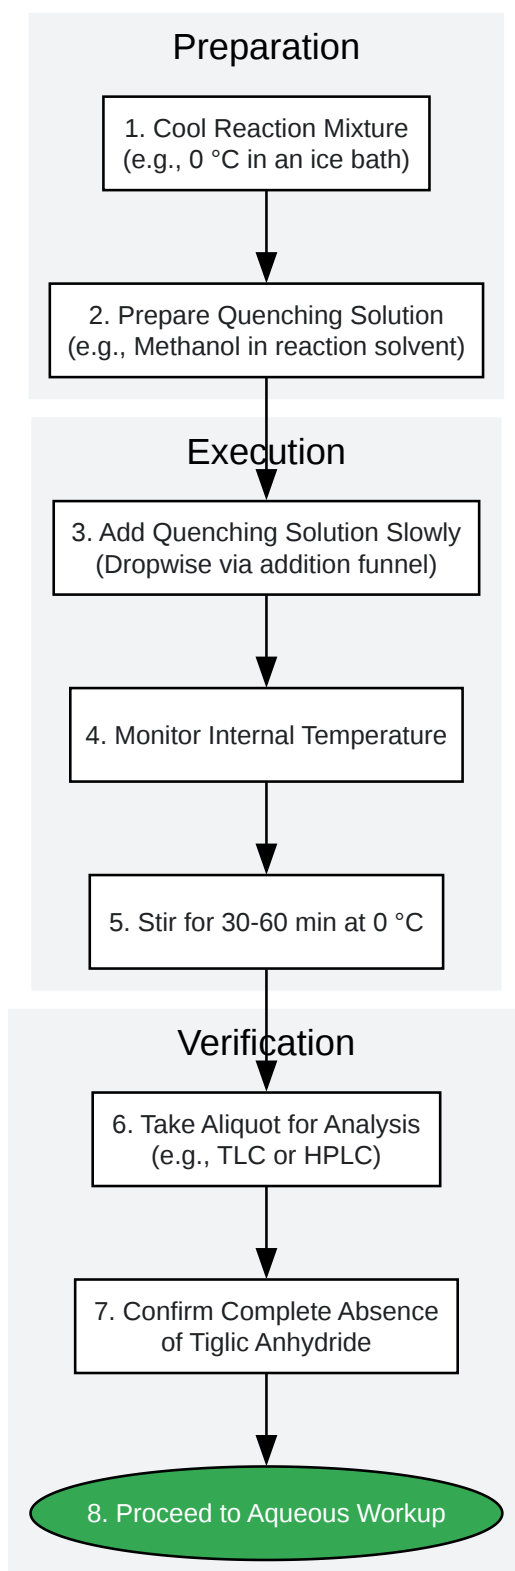 Preparation
1. Cool Reaction Mixture
(e.g., 0 °C in an ice bath)
2. Prepare Quenching Solution
(e.g., Methanol in reaction solvent)
Execution
3. Add Quenching Solution Slowly
(Dropwise via addition funnel)
4. Monitor Internal Temperature
5. Stir for 30-60 min at 0 °C
Verification
6. Take Aliquot for Analysis
(e.g., TLC or HPLC)
7. Confirm Complete Absence
of Tiglic Anhydride
8. Proceed to Aqueous Workup